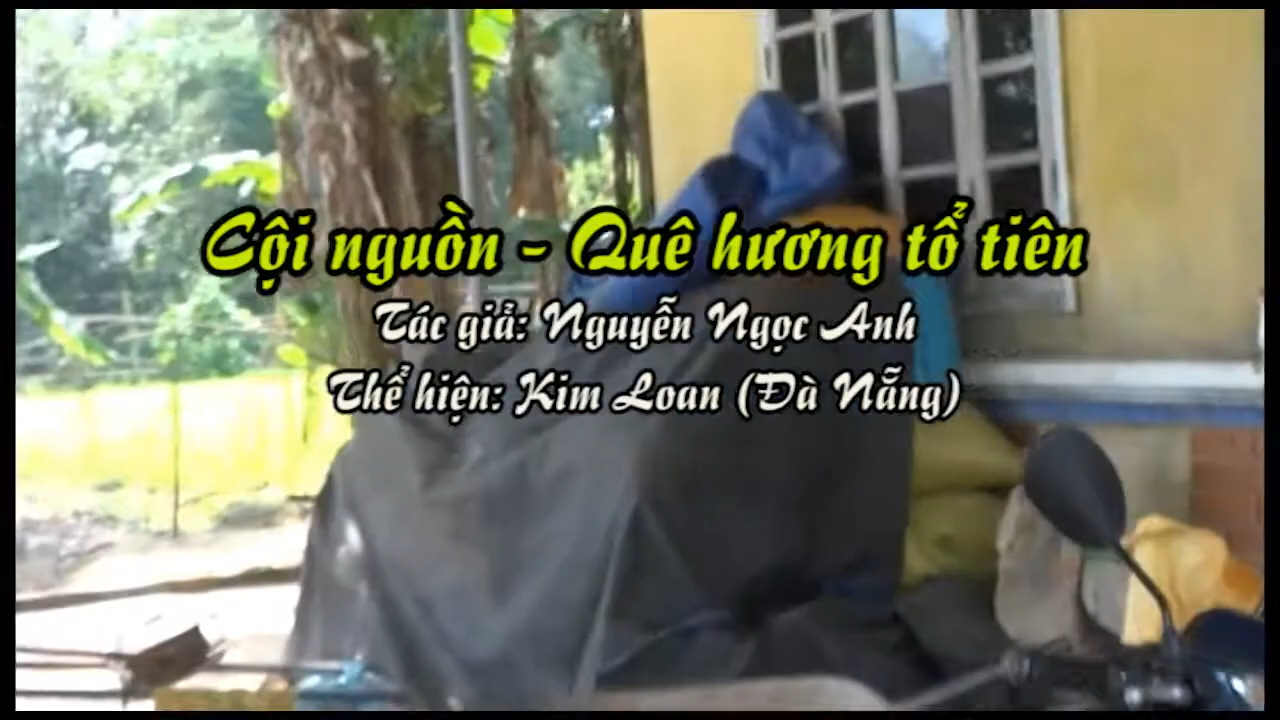 Cội nguồn - Quê hương tổ tiên
Tác giả: Nguyễn Ngọc Anh
Thể hiện: Kim Loan (Đà Nẵng)